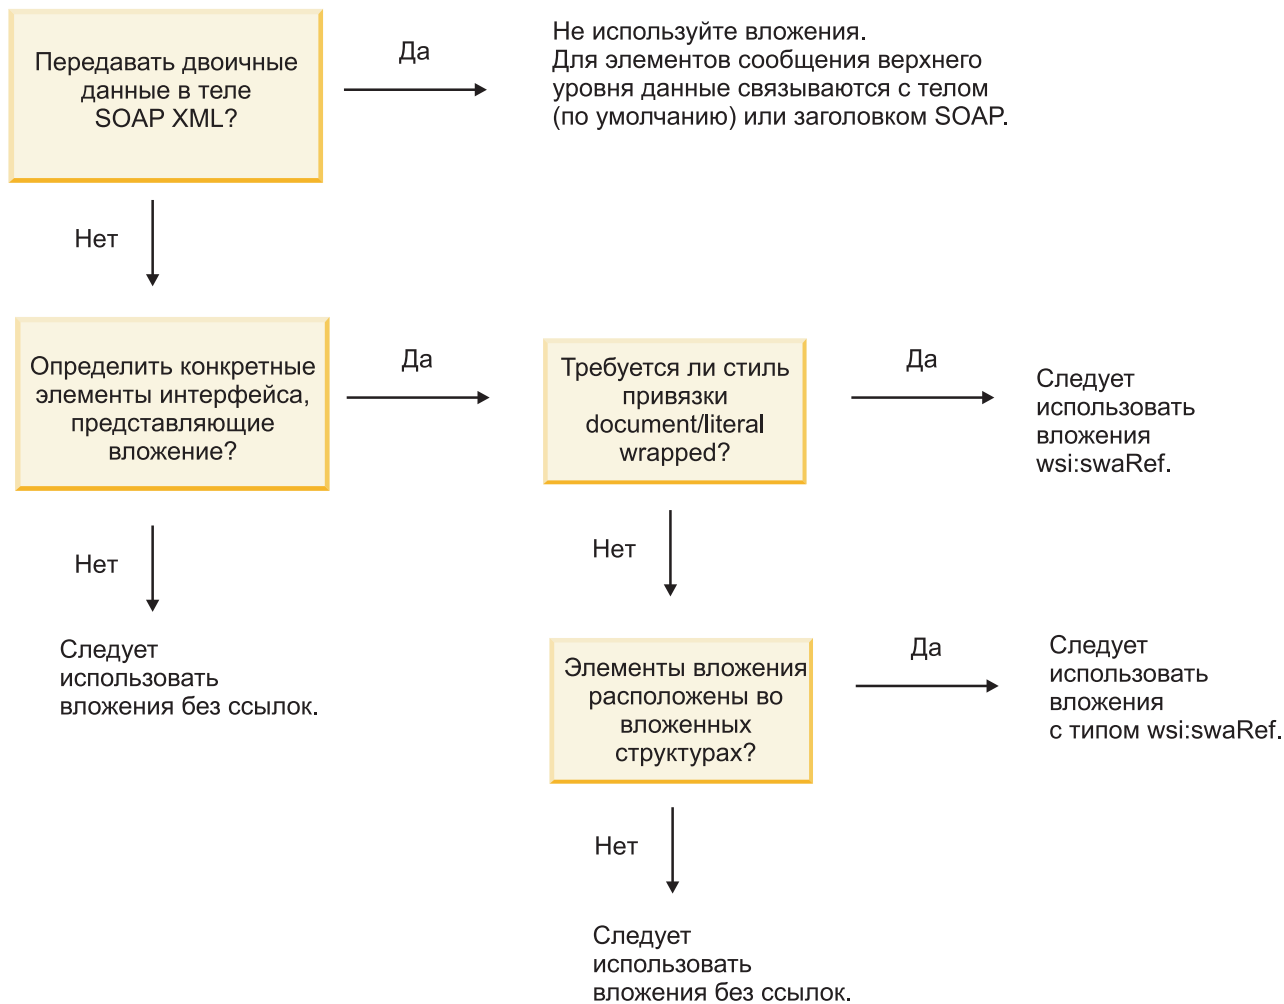 Передавать двоичные
данные в теле
SOAP XML?
Да
Не используйте вложения.
Для элементов сообщения верхнего
уровня данные связываются с телом
(по умолчанию) или заголовком SOAP.
Нет
Определить конкретные
элементы интерфейса,
представляющие
вложение?
Да
Требуется ли стиль
привязки
document/literal
wrapped?
Да
Следует
использовать
вложения
wsi:swaRef.
Нет
Следует
использовать
вложения без ссылок.
Нет
Элементы вложения
расположены во
вложенных
структурах?
Да
Следует
использовать
вложения
с типом wsi:swaRef.
Нет
Следует
использовать
вложения без ссылок.